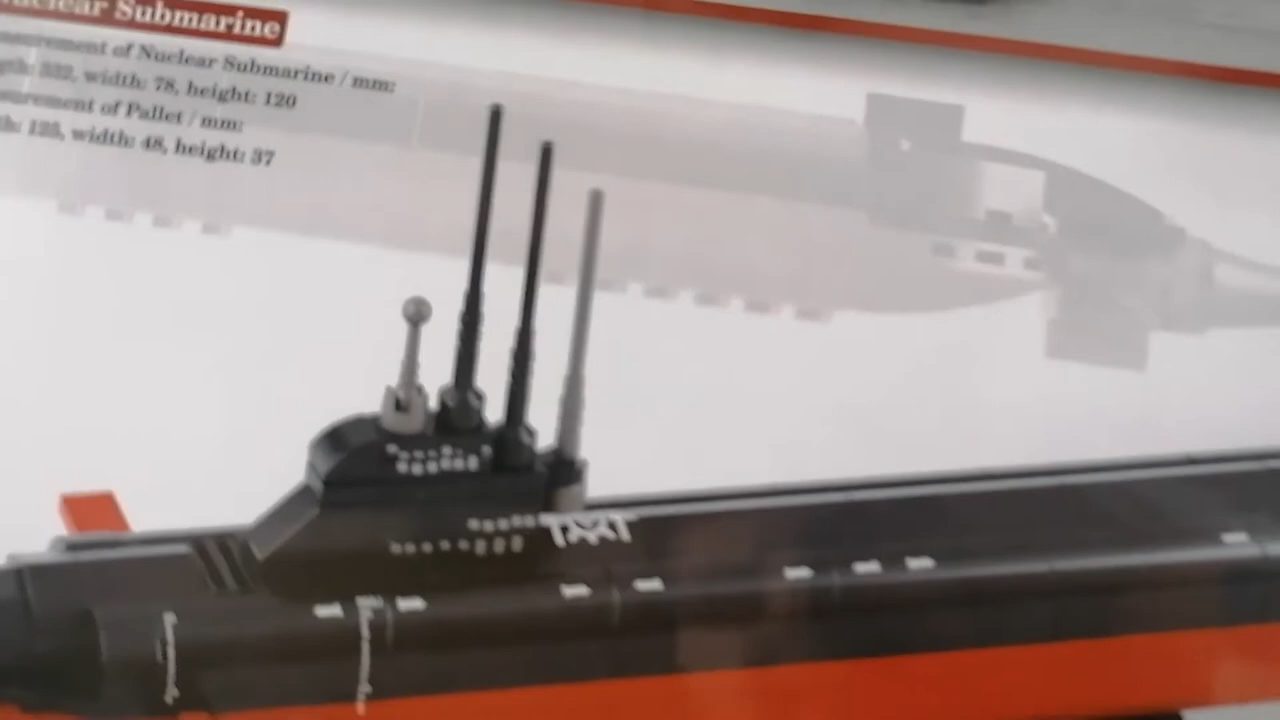 Nuclear Submarine
urement of Nuclear Submarine / mm:
gth: 332, width: 78, height: 120
urement of Pallet / mm:
th: 125, width: 48, height: 37